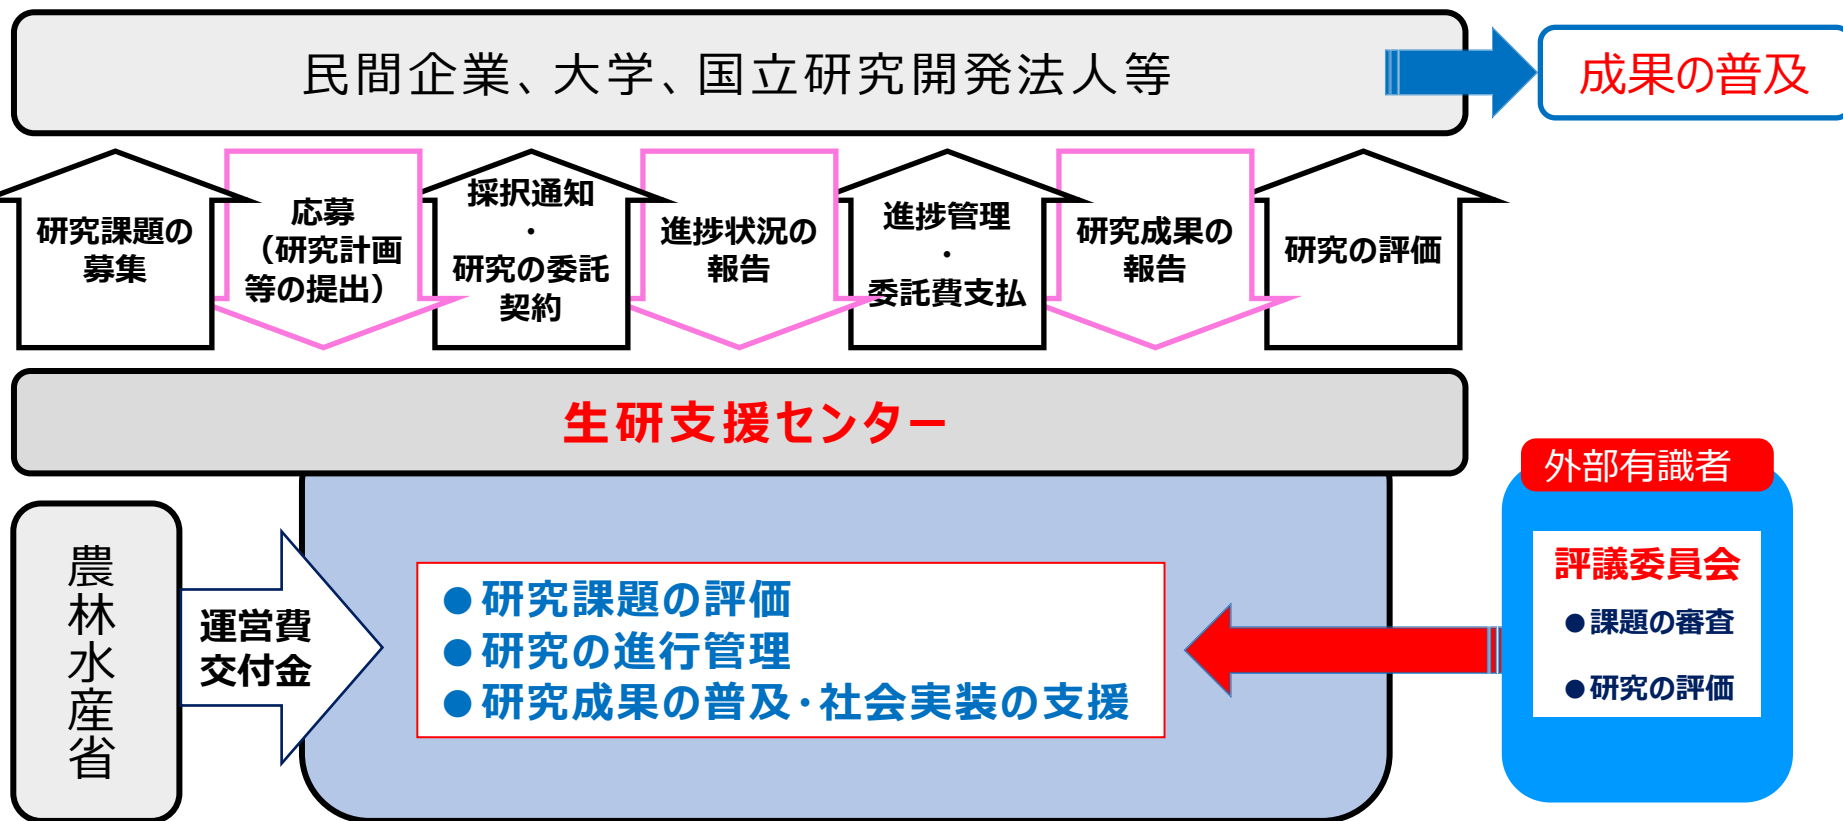 民間企業、大学、国立研究開発法人等
成果の普及
研究課題の
募集
応募
（研究計画
等の提出）
採択通知
・
研究の委託
契約
進捗状況の
報告
進捗管理
・
委託費支払
研究成果の
報告
研究の評価
生研支援センター
農林水産省
運営費
交付金
●研究課題の評価
●研究の進行管理
●研究成果の普及・社会実装の支援
外部有識者
評議委員会
●課題の審査
●研究の評価